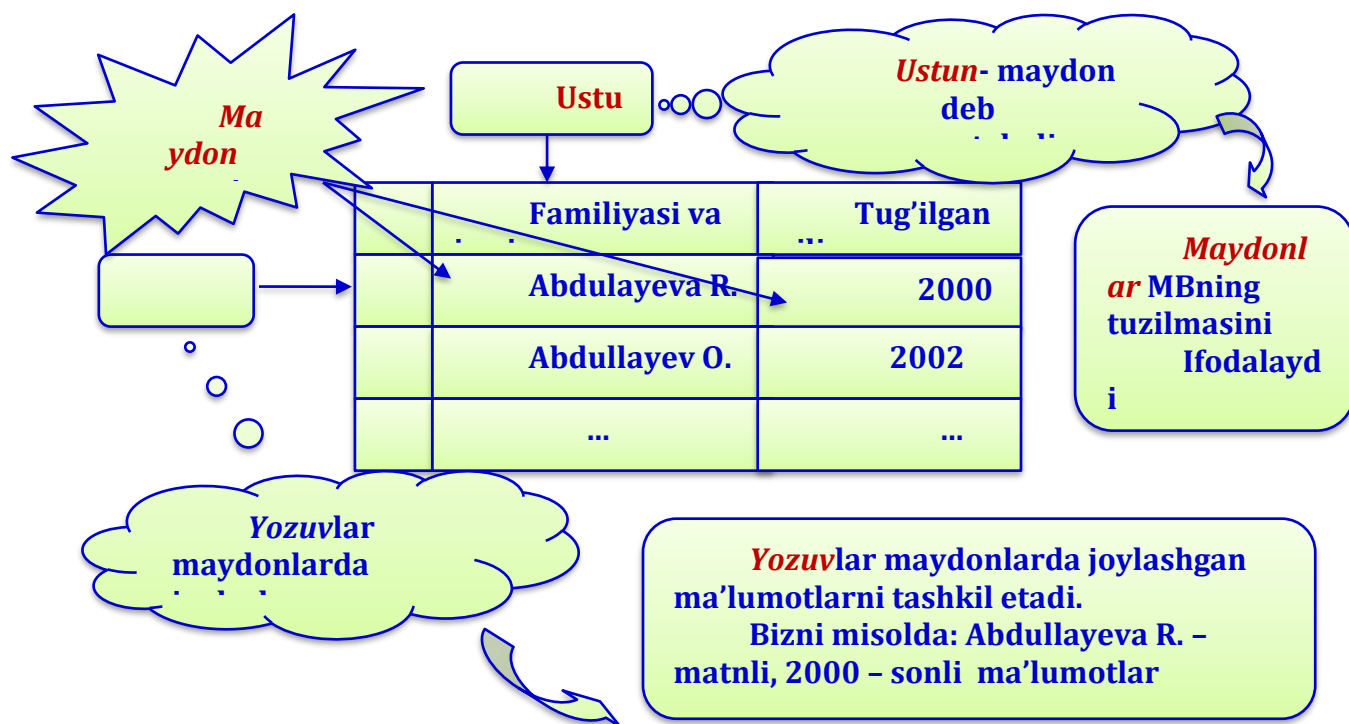 Ma
ydon
Ustu
Ustun- maydon
deb
Familiyasi va
Tug'ilgan
Abdulayeva R.
2000
Abdullayev O.
2002
...
...
Maydonl
ar MBning
tuzilmasini
Ifodalayd
i
Yozuvlar
maydonlarda
Yozuvlar maydonlarda joylashgan
ma'lumotlarni tashkil etadi.
Bizni misolda: Abdullayeva R. –
matnli, 2000 – sonli ma'lumotlar